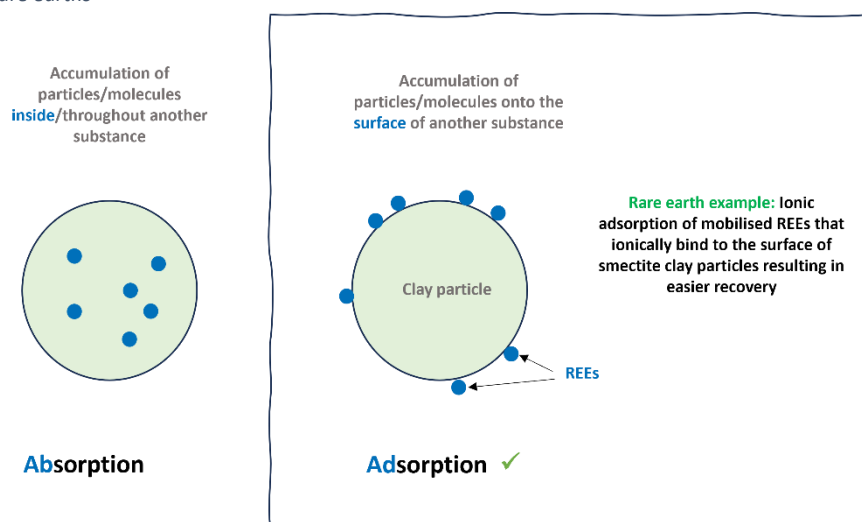 Accumulation of
particles/molecules
inside/throughout another
substance
Absorption
Accumulation of
particles/molecules onto the
surface of another substance
Clay particle
REEs
Adsorption ✓
Rare earth example: Ionic
adsorption of mobilised REEs that
ionically bind to the surface of
smectite clay particles resulting in
easier recovery